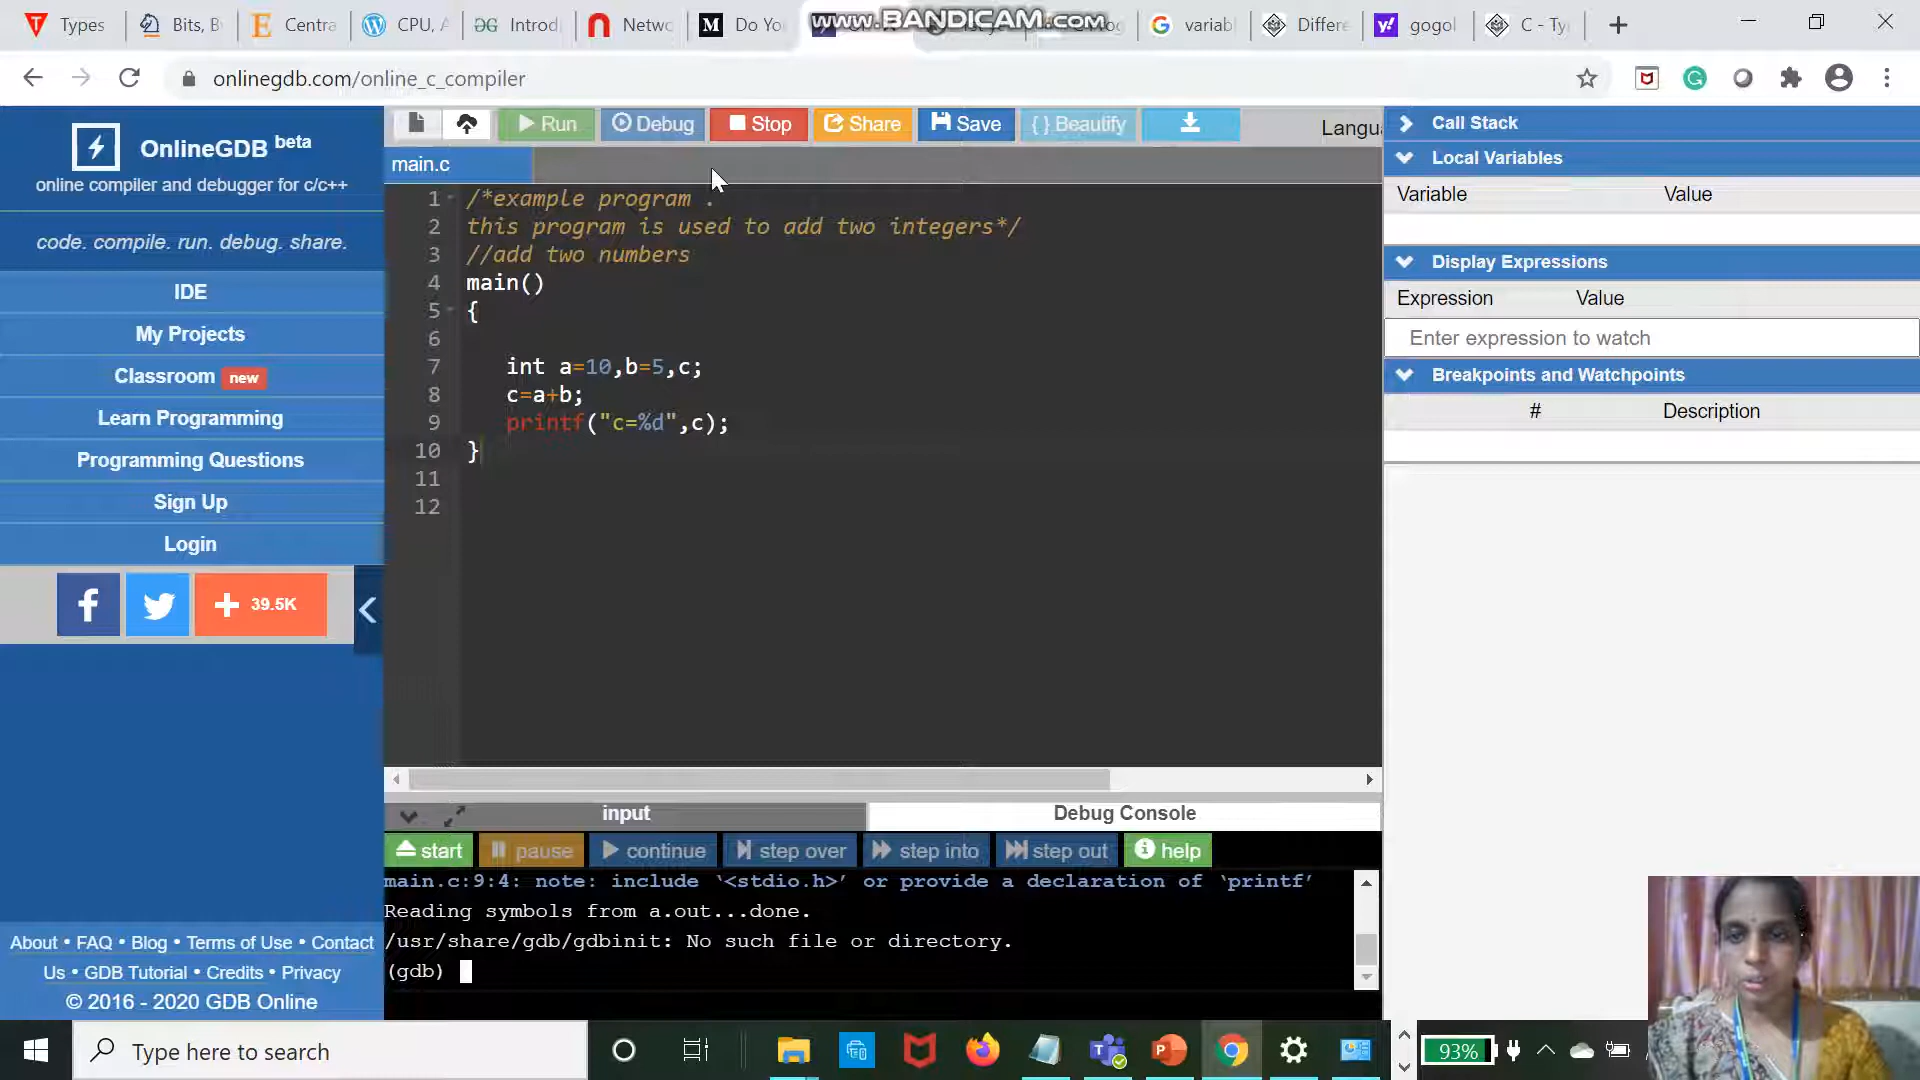 Types
Bits, B
Centra
CPU, A
Introd
Netwo
Do Yo
www.BANDICAM.com
variab
Differe
gogol
C - Ty
onlinegdb.com/online_c_compiler
OnlineGDB beta
online compiler and debugger for c/c++
code. compile. run. debug. share.
IDE
My Projects
Classroom new
Learn Programming
Programming Questions
Sign Up
Login
39.5K
About • FAQ • Blog • Terms of Use • Contact
Us • GDB Tutorial • Credits • Privacy
© 2016 - 2020 GDB Online
Run
Debug
Stop
Share
Save
{ } Beautify
Langu
main.c
1 /*example program .
2 this program is used to add two integers*/
3 //add two numbers
4 main()
5 {
6
7 int a=10,b=5,c;
8 c=a+b;
9 printf("c=%d",c);
10 }
11
12
input
Debug Console
start
pause
continue
step over
step into
step out
help
main.c:9:4: note: include ‘<stdio.h>’ or provide a declaration of ‘printf’
Reading symbols from a.out...done.
/usr/share/gdb/gdbinit: No such file or directory.
(gdb)
Call Stack
Local Variables
Variable Value
Display Expressions
Expression Value
Enter expression to watch
Breakpoints and Watchpoints
# Description
Type here to search
93%